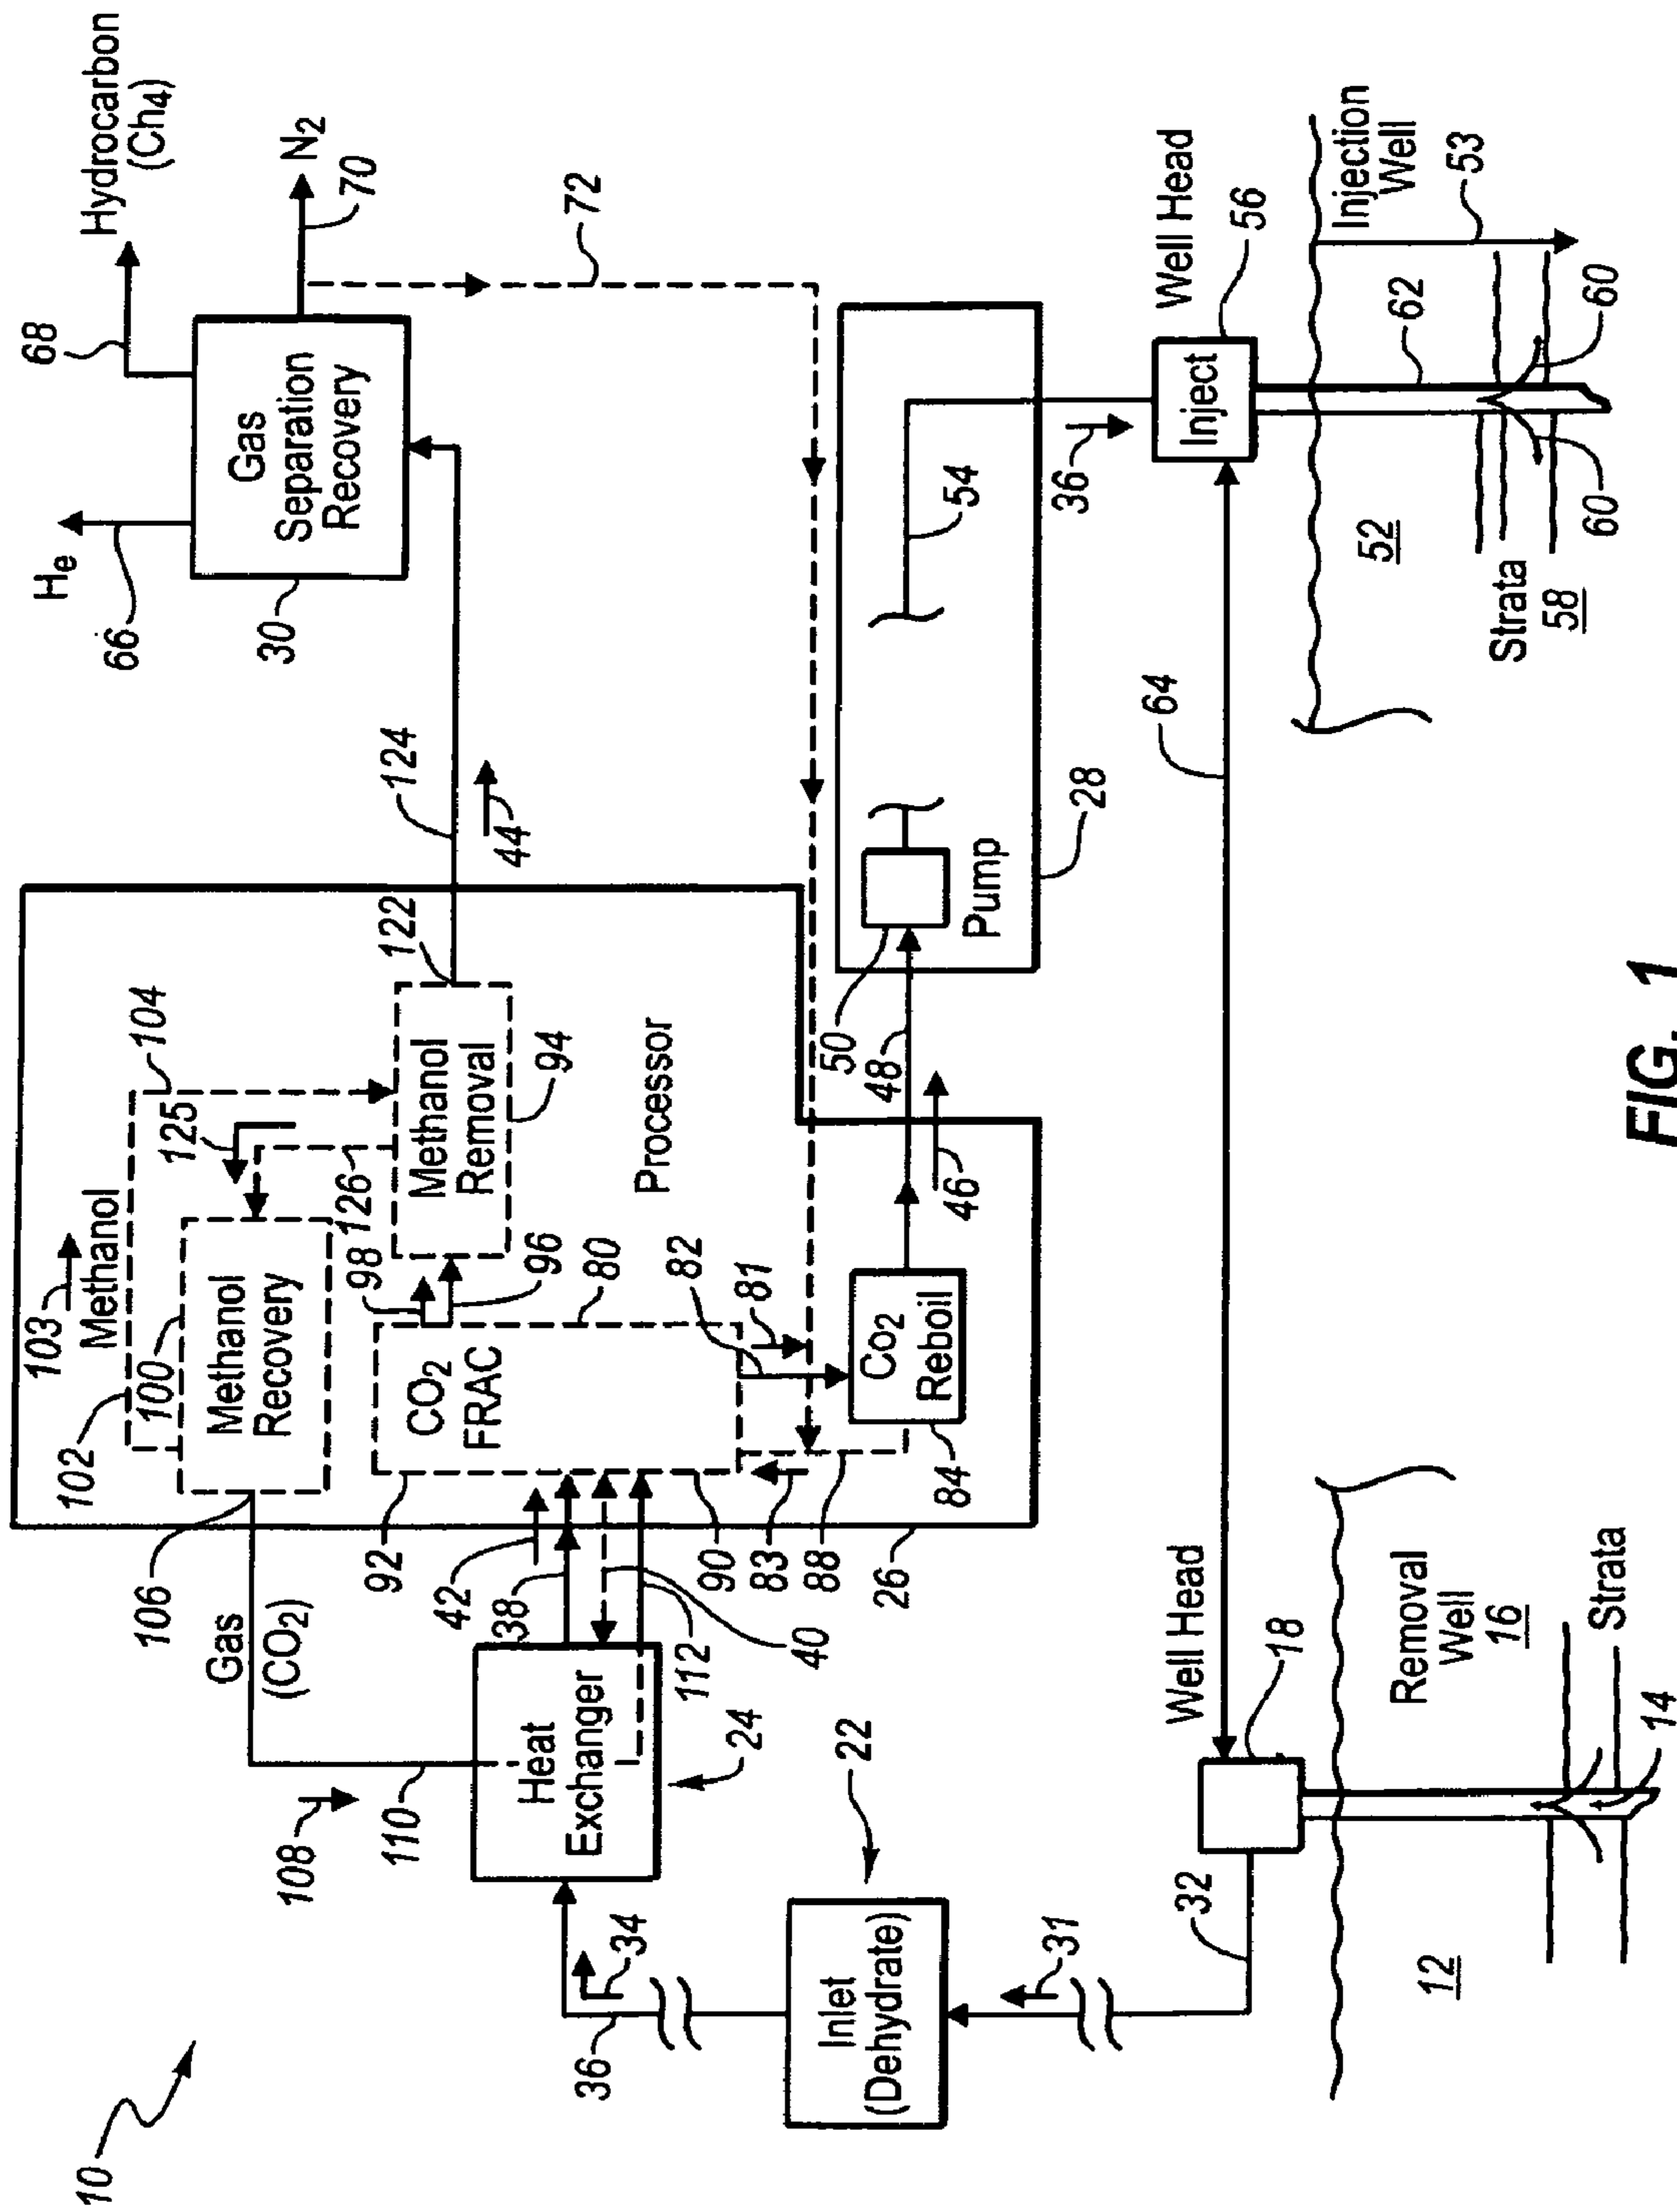 10
103
Methanol
102
100
104
125
Methanol
Recovery
126
106
Gas
(CO2)
108
110
98
96
Methanol
Removal
94
122
124
44
He
66
30
Gas
Separation
Recovery
68
Hydrocarbon
(Ch4)
N2
70
72
92
CO2
FRAC
80
Processor
42
38
40
112
90
83
88
82
81
Heat
Exchanger
24
34
36
Inlet
(Dehydrate)
22
31
32
26
84
Co2
Reboil
46
48
50
Pump
28
54
36
Well Head
Inject
56
64
Well Head
18
12
Removal
Well
16
Strata
14
52
Strata
58
60
60
62
Injection
Well
53
FIG. 1